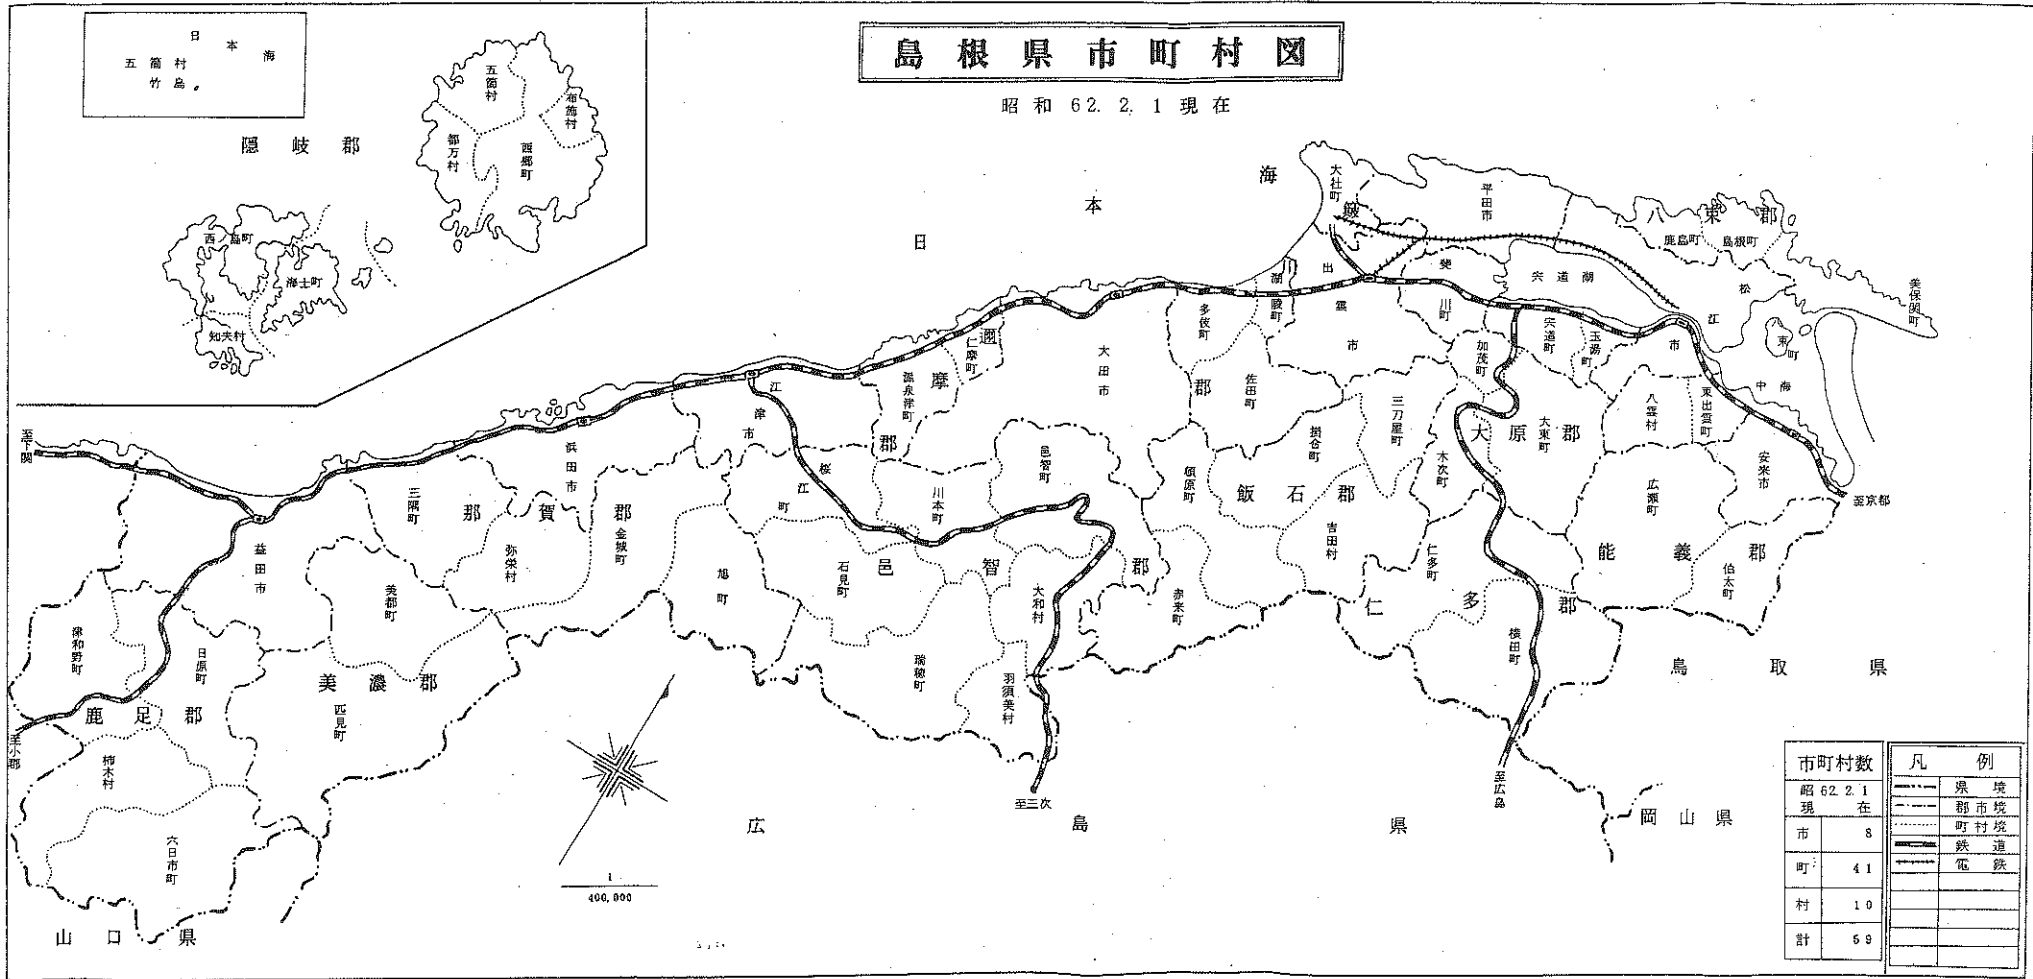 島根県市町村図
昭和 62. 2. 1 現在
日本海
五箇村
竹島
隠岐郡
五箇村
布施村
都万村
西郷町
西ノ島町
海士町
知夫村
日本海
大社町
平田市
八束郡
鹿島町
島根町
美保関町
簸川郡
出雲市
斐川町
宍道湖
松江市
八束町
中海
湖陵町
多伎町
佐田町
加茂町
宍道町
玉湯町
八雲村
東出雲町
安来市
至京都
大原郡
大東町
三刀屋町
木次町
掛合町
飯石郡
頓原町
吉田村
赤来町
広瀬町
能義郡
伯太町
仁多郡
仁多町
横田町
大田市
邇摩郡
仁摩町
温泉津町
江津市
桜江町
川本町
邑智町
邑智郡
石見町
大和村
瑞穂町
羽須美村
浜田市
那賀郡
三隅町
弥栄村
金城町
旭町
至下関
益田市
美都町
美濃郡
匹見町
津和野町
日原町
鹿足郡
柿木村
六日市町
至小郡
至三次
至広島
広島県
鳥取県
岡山県
山口県
1
400,000
市町村数
昭 62. 2. 1
現在
市 8
町 41
村 10
計 59
凡例
県境
郡市境
町村境
鉄道
電鉄